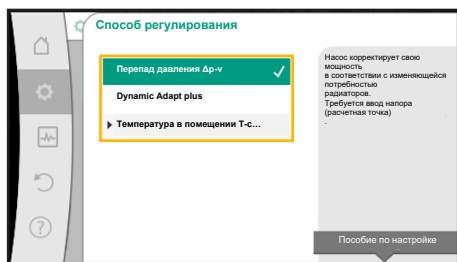 Способ регулирования
Перепад давления Δp-v
Dynamic Adapt plus
Температура в помещении T-c...
Насос корректирует свою
мощность
в соответствии с изменяющейся
потребностью
радиаторов.
Требуется ввод напора
(расчетная точка)
.
Пособие по настройке
?